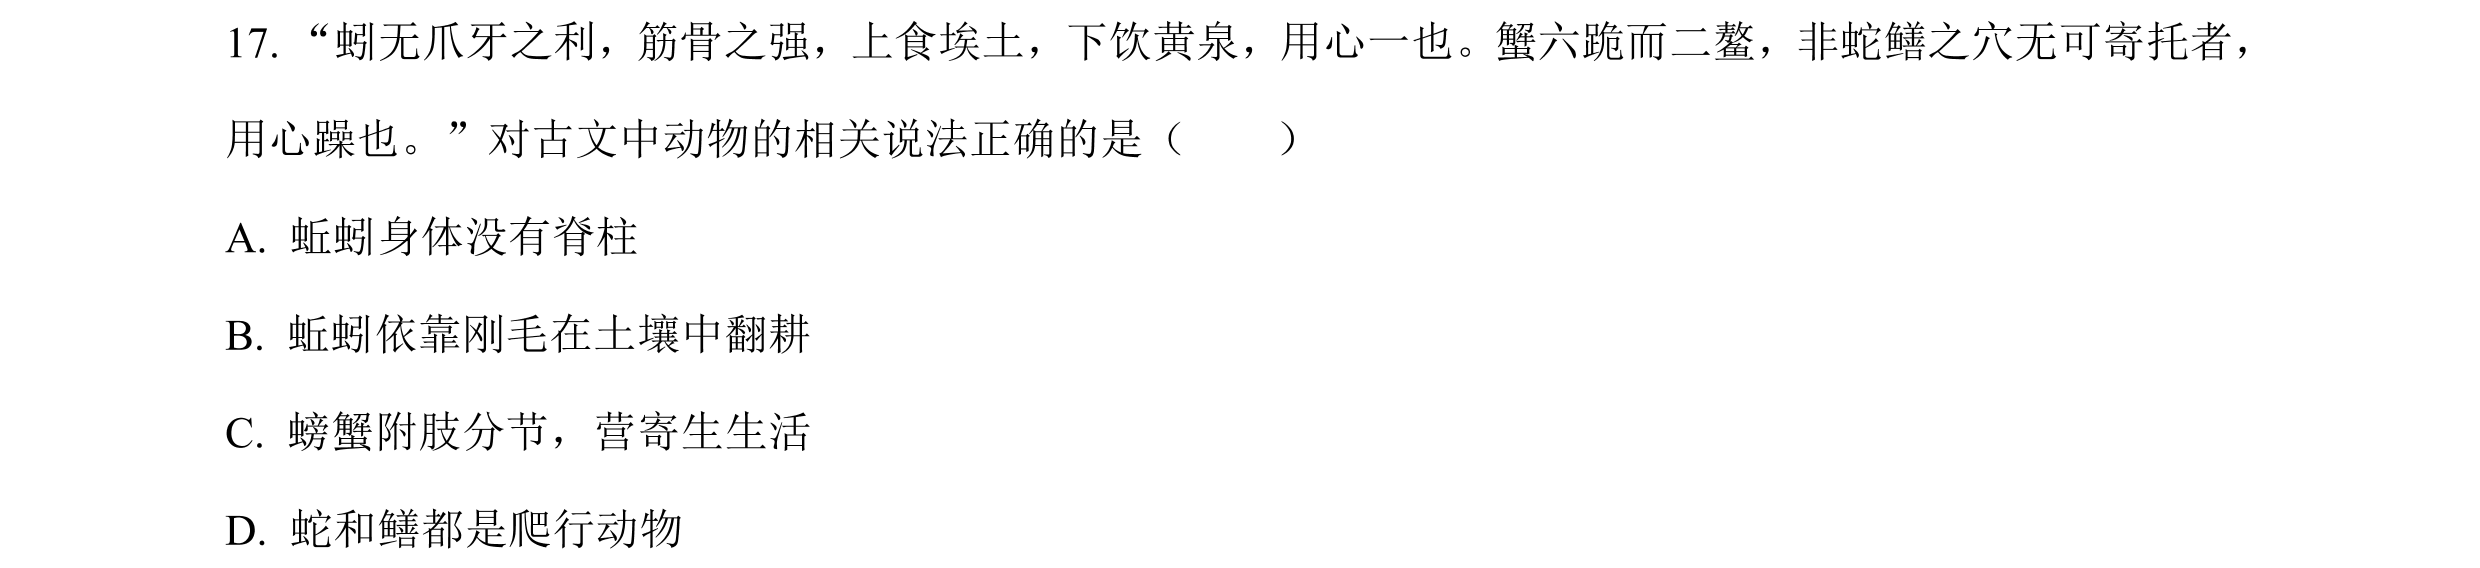 17. “蚓无爪牙之利，筋骨之强，上食埃土，下饮黄泉，用心一也。蟹六跪而二鳌，非蛇鳝之穴无可寄托者，
用心躁也。”对古文中动物的相关说法正确的是（　　）
A. 蚯蚓身体没有脊柱
B. 蚯蚓依靠刚毛在土壤中翻耕
C. 螃蟹附肢分节，营寄生生活
D. 蛇和鳝都是爬行动物